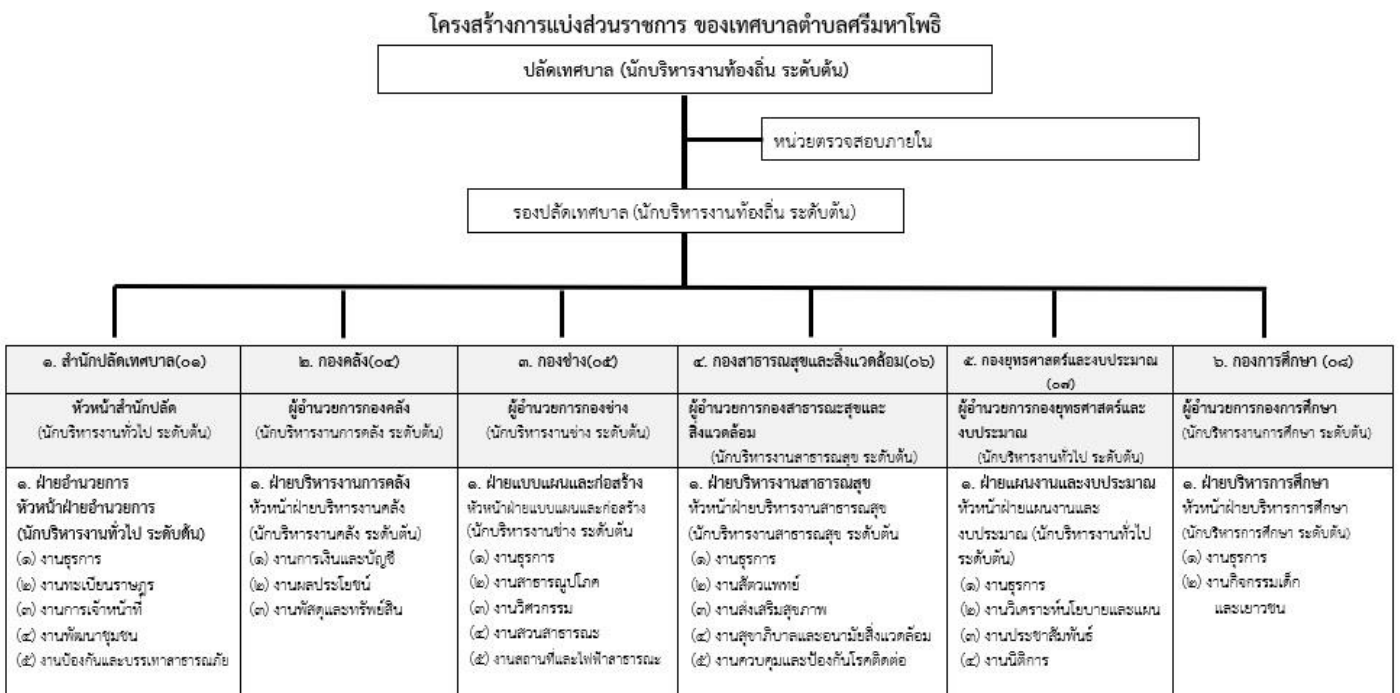 โครงสร้างการแบ่งส่วนราชการ ของเทศบาลตำบลศรีมหาโพธิ
ปลัดเทศบาล (นักบริหารงานท้องถิ่น ระดับต้น)
หน่วยตรวจสอบภายใน
รองปลัดเทศบาล (นักบริหารงานท้องถิ่น ระดับต้น)
๑. สำนักปลัดเทศบาล(๐๑)
หัวหน้าสำนักปลัด
(นักบริหารงานทั่วไป ระดับต้น)
๑. ฝ่ายอำนวยการ
หัวหน้าฝ่ายอำนวยการ
(นักบริหารงานทั่วไป ระดับต้น)
(๑) งานธุรการ
(๒) งานทะเบียนราษฎร
(๓) งานการเจ้าหน้าที่
(๔) งานพัฒนาชุมชน
(๕) งานป้องกันและบรรเทาสาธารณภัย
๒. กองคลัง(๐๔)
ผู้อำนวยการกองคลัง
(นักบริหารงานการคลัง ระดับต้น)
๑. ฝ่ายบริหารงานการคลัง
หัวหน้าฝ่ายบริหารงานคลัง
(นักบริหารงานคลัง ระดับต้น)
(๑) งานการเงินและบัญชี
(๒) งานผลประโยชน์
(๓) งานพัสดุและทรัพย์สิน
๓. กองช่าง(๐๕)
ผู้อำนวยการกองช่าง
(นักบริหารงานช่าง ระดับต้น)
๑. ฝ่ายแบบแผนและก่อสร้าง
หัวหน้าฝ่ายแบบแผนและก่อสร้าง
(นักบริหารงานช่าง ระดับต้น
(๑) งานธุรการ
(๒) งานสาธารณูปโภค
(๓) งานวิศวกรรม
(๔) งานสวนสาธารณะ
(๕) งานสถานที่และไฟฟ้าสาธารณะ
๔. กองสาธารณสุขและสิ่งแวดล้อม(๐๖)
ผู้อำนวยการกองสาธารณะสุขและ
สิ่งแวดล้อม
(นักบริหารงานสาธารณสุข ระดับต้น)
๑. ฝ่ายบริหารงานสาธารณสุข
หัวหน้าฝ่ายบริหารงานสาธารณสุข
(นักบริหารงานสาธารณสุข ระดับต้น
(๑) งานธุรการ
(๒) งานสัตวแพทย์
(๓) งานส่งเสริมสุขภาพ
(๔) งานสุขาภิบาลและอนามัยสิ่งแวดล้อม
(๕) งานควบคุมและป้องกันโรคติดต่อ
๕. กองยุทธศาสตร์และงบประมาณ
(๐๗)
ผู้อำนวยการกองยุทธศาสตร์และ
งบประมาณ
(นักบริหารงานทั่วไป ระดับต้น)
๑. ฝ่ายแผนงานและงบประมาณ
หัวหน้าฝ่ายแผนงานและ
งบประมาณ (นักบริหารงานทั่วไป
ระดับต้น)
(๑) งานธุรการ
(๒) งานวิเคราะห์นโยบายและแผน
(๓) งานประชาสัมพันธ์
(๔) งานนิติการ
๖. กองการศึกษา (๐๘)
ผู้อำนวยการกองการศึกษา
(นักบริหารงานการศึกษา ระดับต้น)
๑. ฝ่ายบริหารการศึกษา
หัวหน้าฝ่ายบริหารการศึกษา
(นักบริหารการศึกษา ระดับต้น)
(๑) งานธุรการ
(๒) งานกิจกรรมเด็ก
และเยาวชน